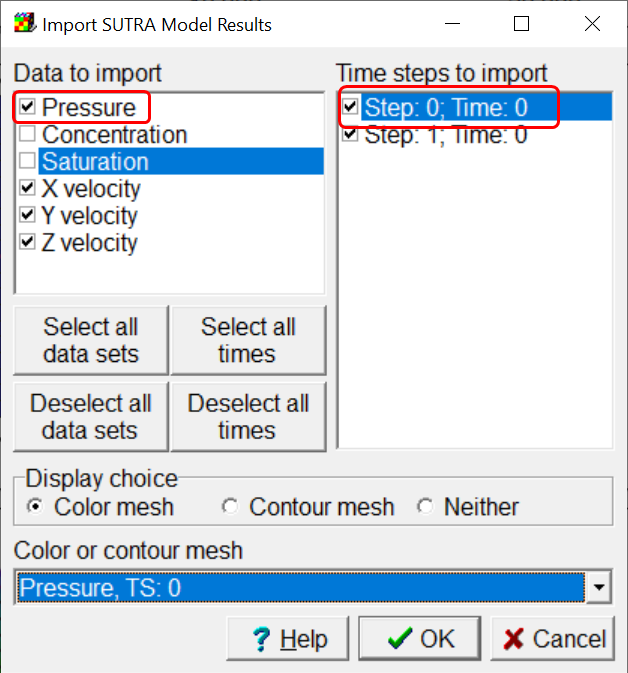 Import SUTRA Model Results
Data to import
Pressure
Concentration
Saturation
X velocity
Y velocity
Z velocity
Time steps to import
Step: 0; Time: 0
Step: 1; Time: 0
Select all
data sets
Select all
times
Deselect all
data sets
Deselect all
times
Display choice
Color mesh
Contour mesh
Neither
Color or contour mesh
Pressure, TS: 0
? Help
OK
Cancel